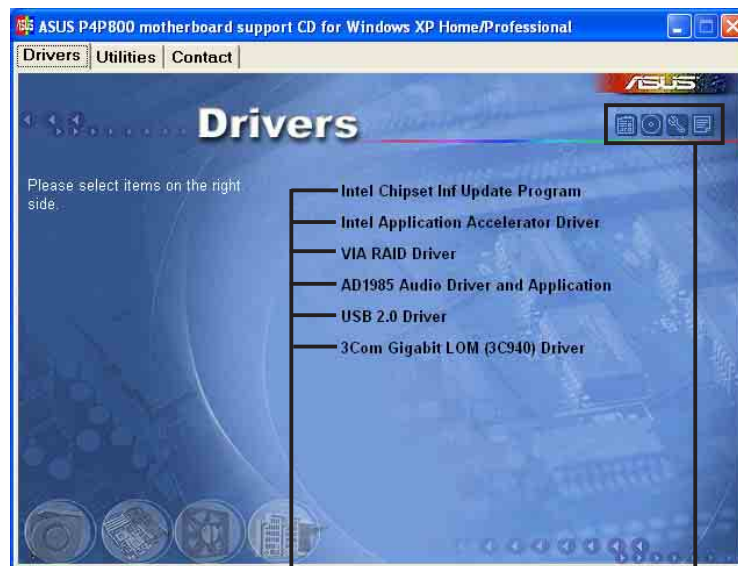 ASUS P4P800 motherboard support CD for Windows XP Home/Professional
Drivers Utilities Contact
ASUS
Drivers
Please select items on the right
side.
Intel Chipset Inf Update Program
Intel Application Accelerator Driver
VIA RAID Driver
AD1985 Audio Driver and Application
USB 2.0 Driver
3Com Gigabit LOM (3C940) Driver